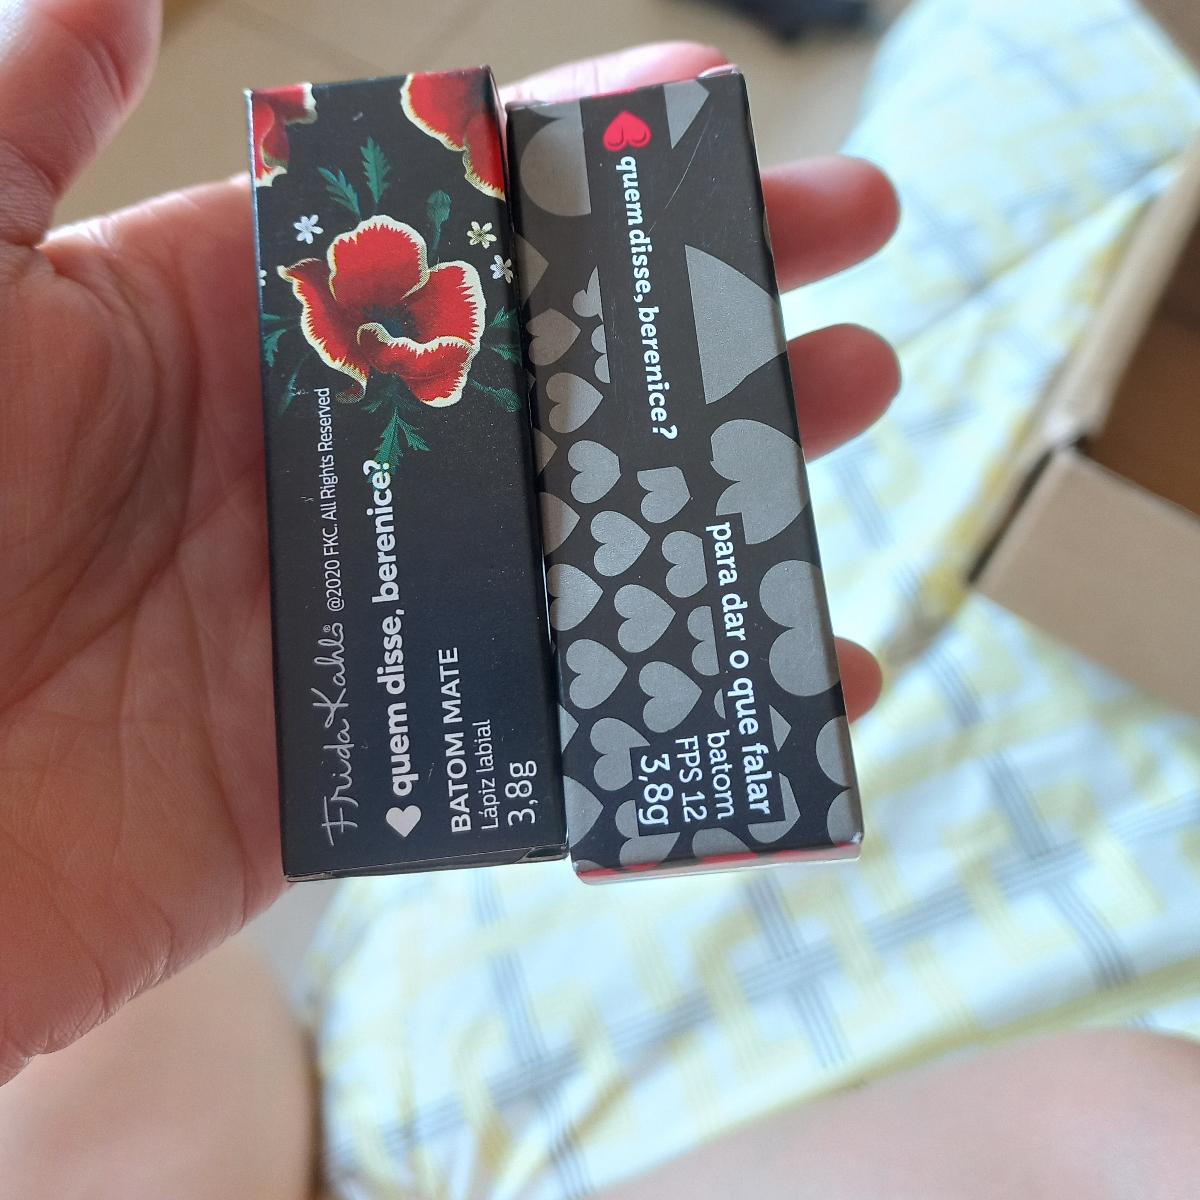 Frida Kahlo® @2020 FKC. All Rights Reserved
quem disse, berenice?
BATOM MATE
Lápiz labial
3,8g
quem disse, berenice?
para dar o que falar
batom
FPS 12
3,8g